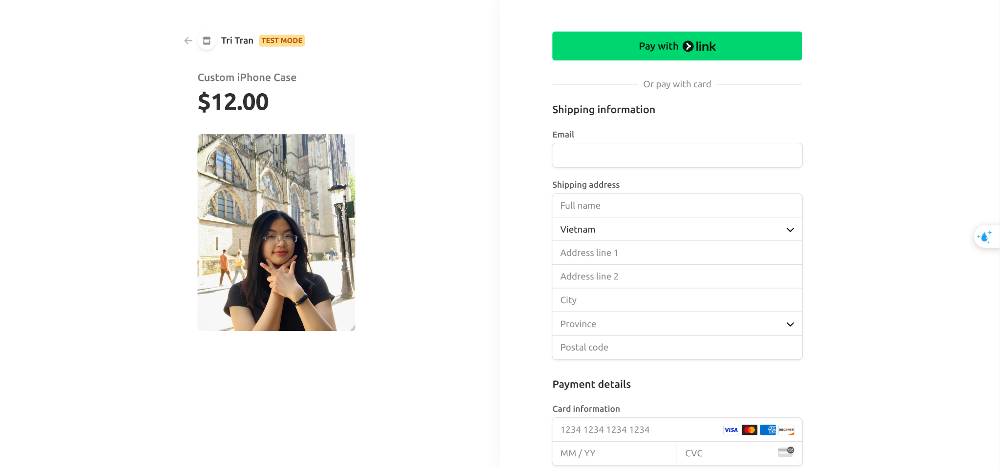 Tri Tran TEST MODE
Custom iPhone Case
$12.00
Pay with link
Or pay with card
Shipping information
Email
Shipping address
Full name
Vietnam
Address line 1
Address line 2
City
Province
Postal code
Payment details
Card information
1234 1234 1234 1234 VISA AMEX DISCOVER
MM / YY
CVC 135